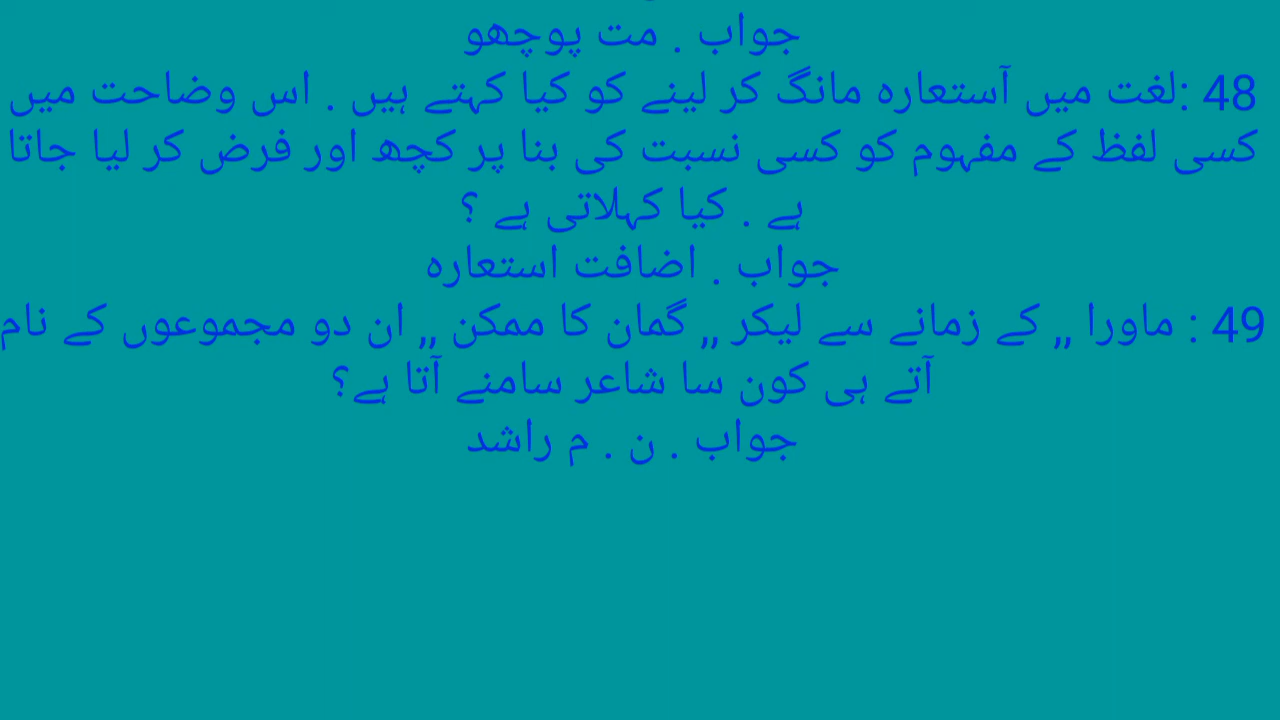 جواب . مت پوچھو
48 :لغت میں آستعارہ مانگ کر لینے کو کیا کہتے ہیں . اس وضاحت میں
کسی لفظ کے مفہوم کو کسی نسبت کی بنا پر کچھ اور فرض کر لیا جاتا
ہے . کیا کہلاتی ہے ؟
جواب . اضافت استعارہ
49 : ماورا ,, کے زمانے سے لیکر ,, گمان کا ممکن ,, ان دو مجموعوں کے نام
آتے ہی کون سا شاعر سامنے آتا ہے؟
جواب . ن . م راشد